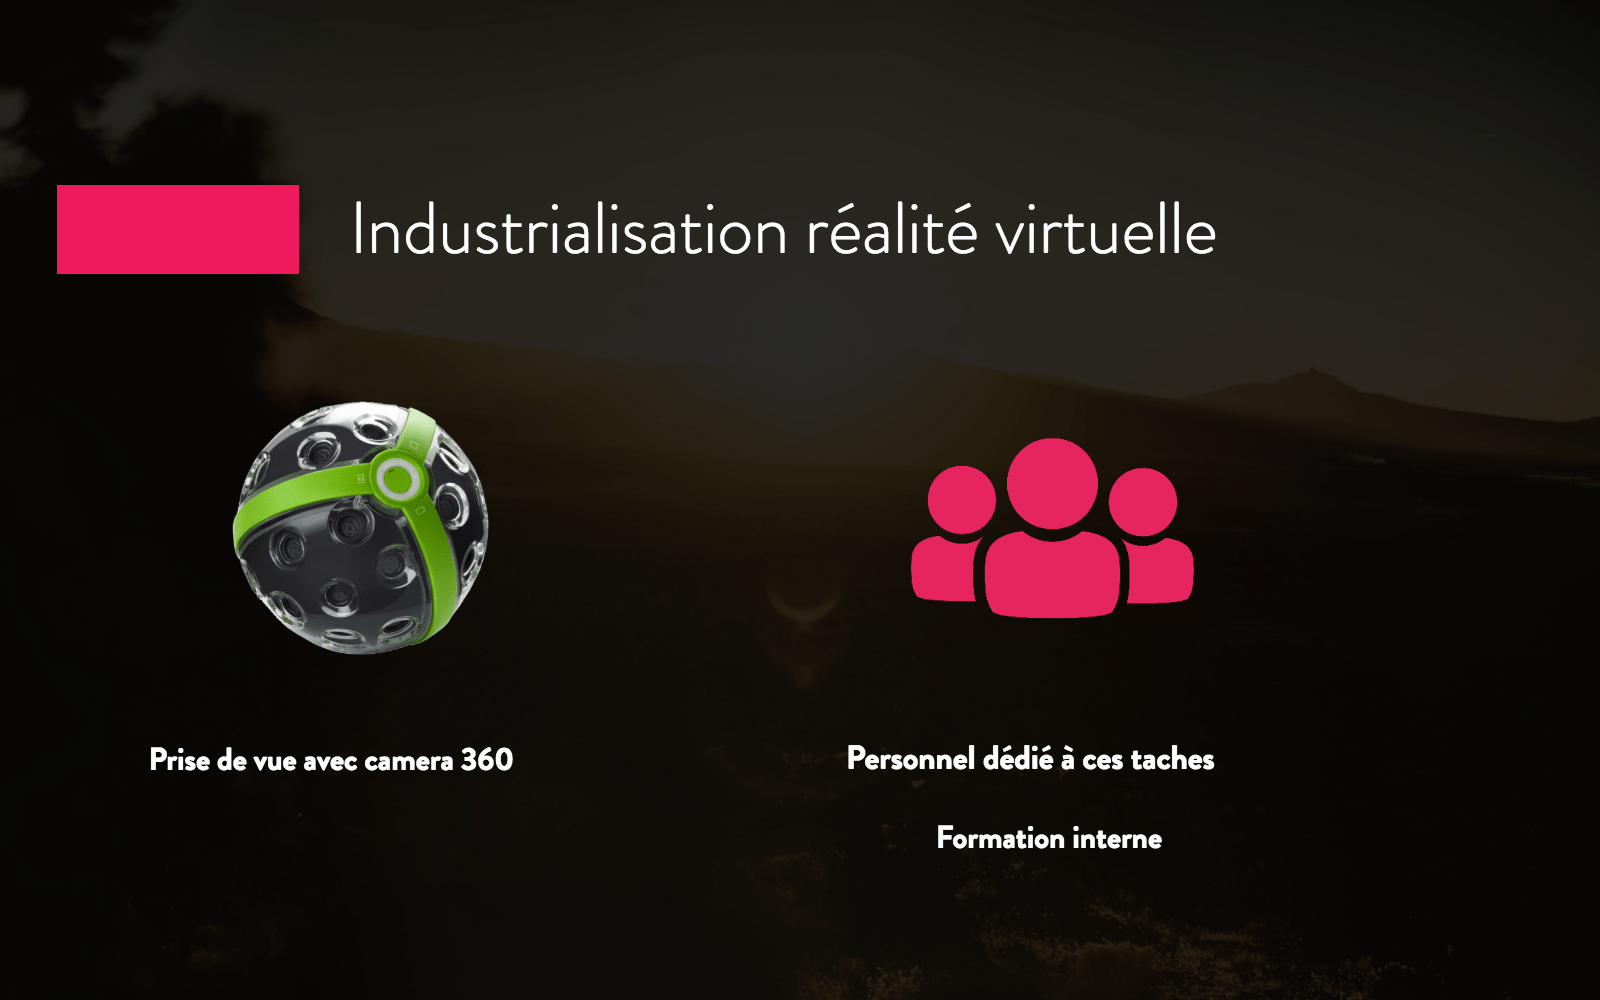 Industrialisation réalité virtuelle
Prise de vue avec camera 360
Personnel dédié à ces taches
Formation interne